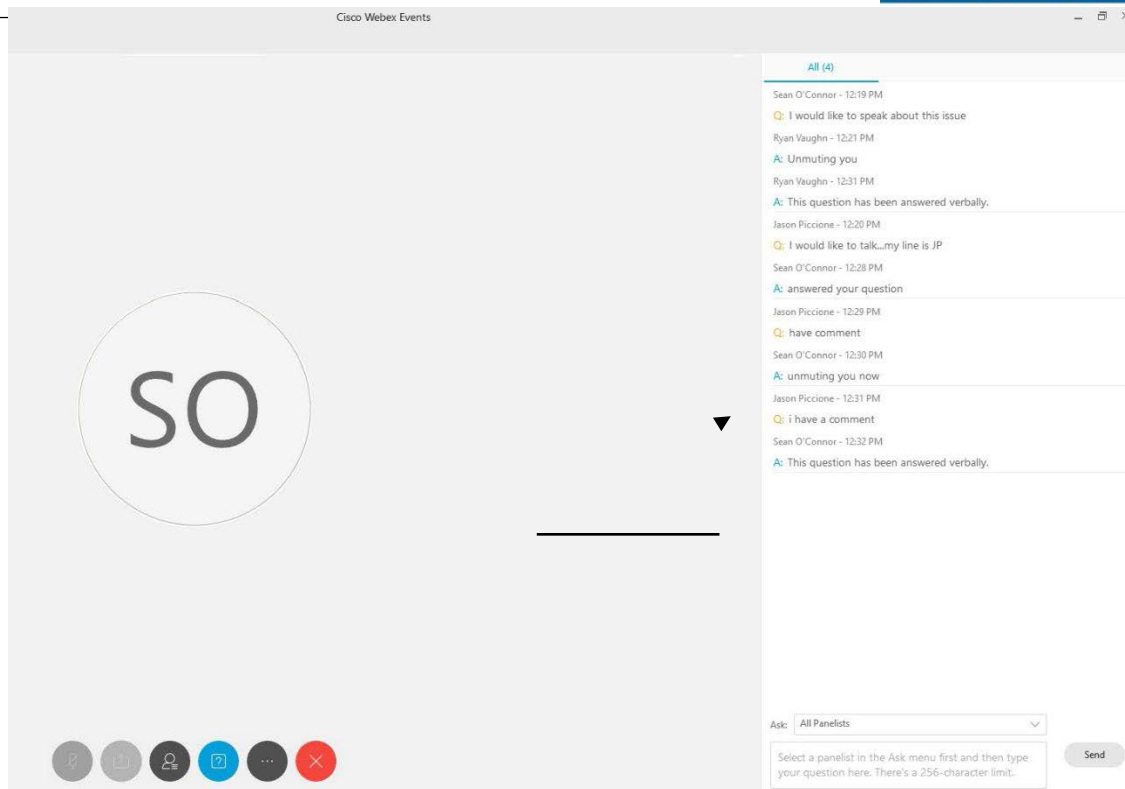 Cisco Webex Events
All (4)
Sean O'Connor - 12:19 PM
Q: I would like to speak about this issue
Ryan Vaughn - 12:21 PM
A: Unmuting you
Ryan Vaughn - 12:31 PM
A: This question has been answered verbally.
Jason Piccione - 12:20 PM
Q: I would like to talk...my line is JP
Sean O'Connor - 12:28 PM
A: answered your question
Jason Piccione - 12:29 PM
Q: have comment
Sean O'Connor - 12:30 PM
A: unmuting you now
Jason Piccione - 12:31 PM
Q: i have a comment
Sean O'Connor - 12:32 PM
A: This question has been answered verbally.
SO
Ask: All Panelists
Select a panelist in the Ask menu first and then type
your question here. There's a 256-character limit.
Send